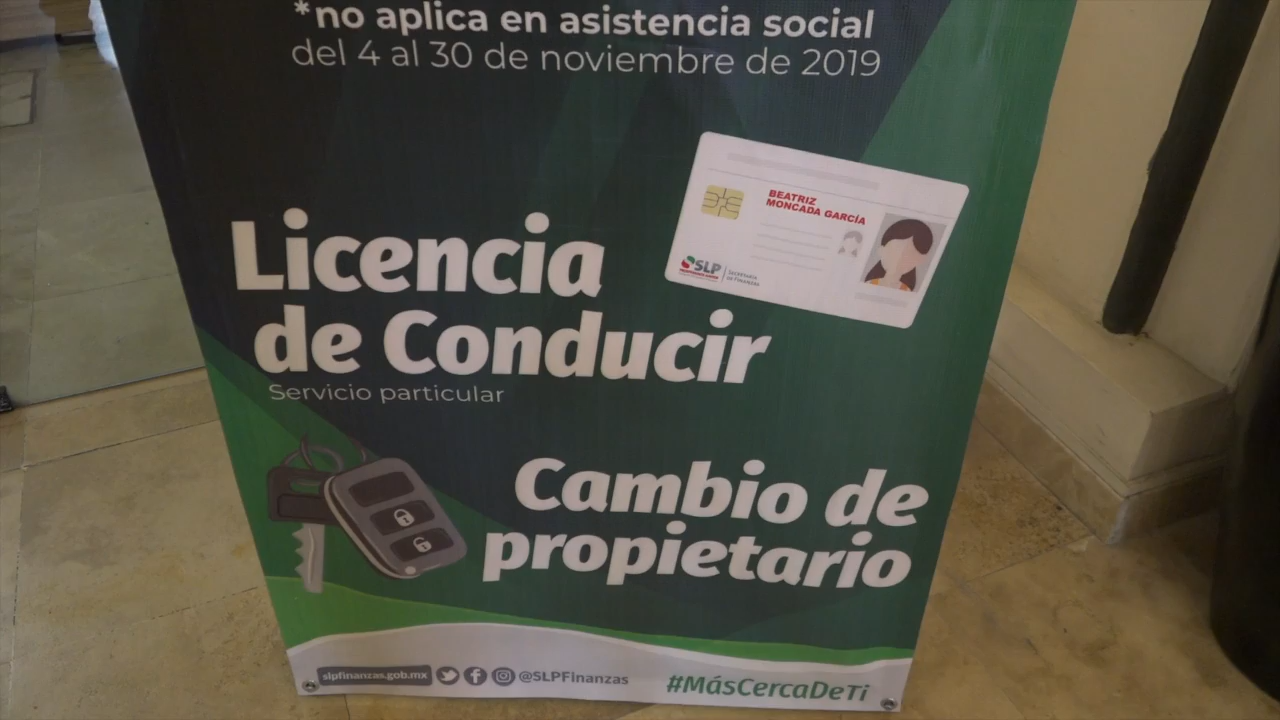 *no aplica en asistencia social
del 4 al 30 de noviembre de 2019
BEATRIZ
MONCADA GARCÍA
SLP
SECRETARÍA
DE FINANZAS
Licencia
de Conducir
Servicio particular
Cambio de
propietario
slpfinanzas.gob.mx @SLPFinanzas
#MásCercaDeTi